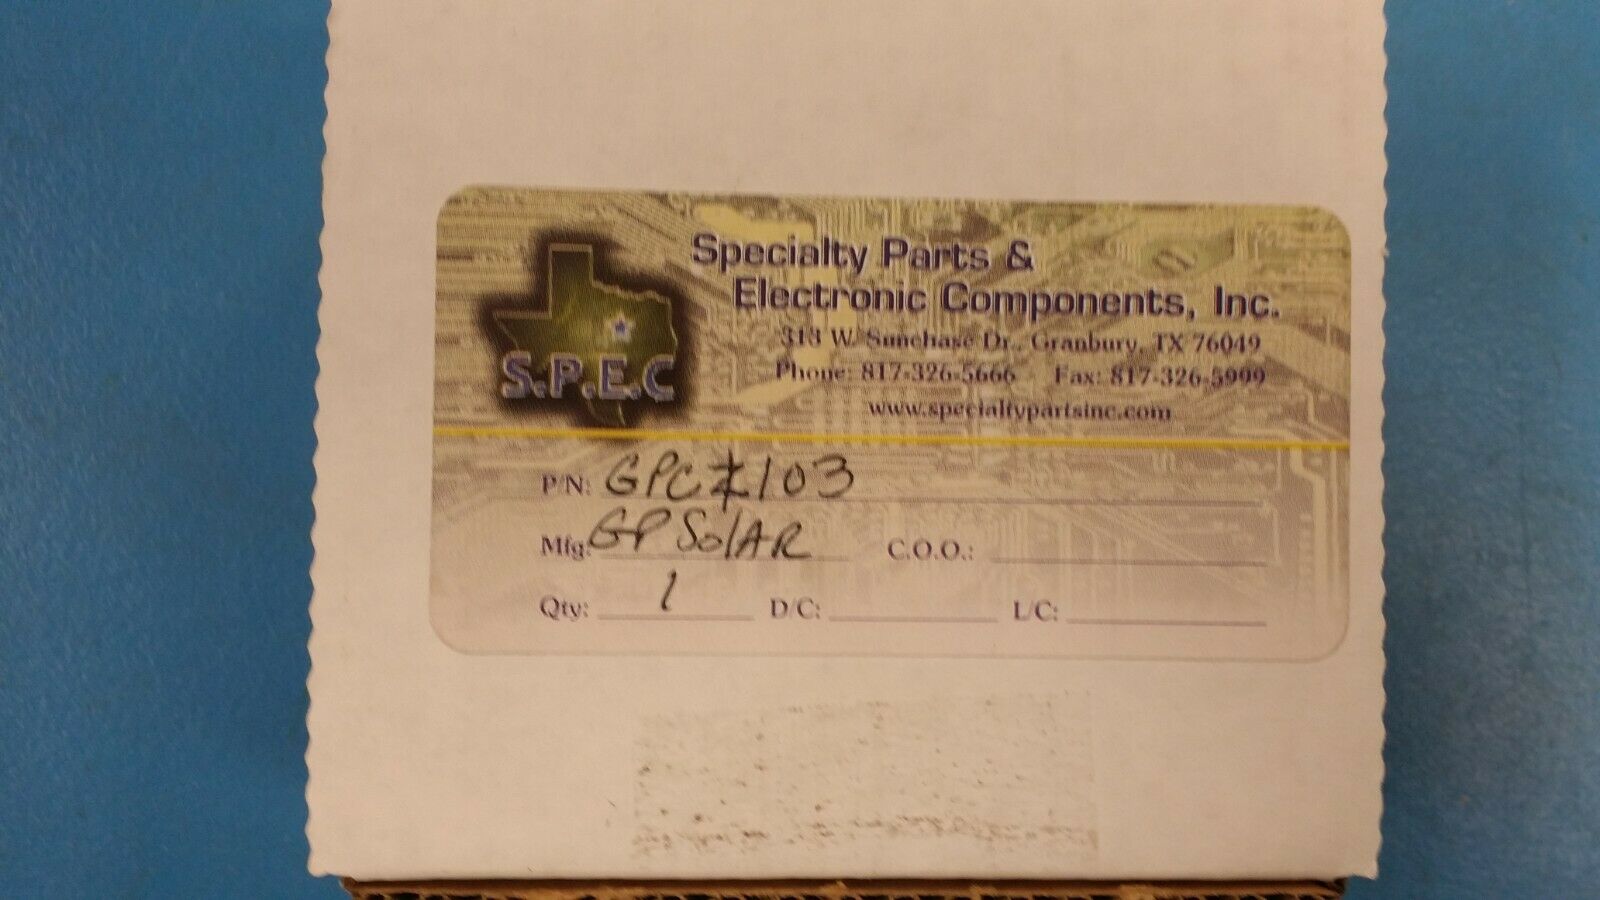 Specialty Parts &
Electronic Components, Inc.
313 W. Sunchase Dr., Granbury, TX 76049
Phone: 817-326-5666 Fax: 817-326-5999
www.specialtypartsinc.com
S.P.E.C
P/N: 103
Mfg: GP SolAR C.O.O.:
Qty: 1 D/C: L/C: